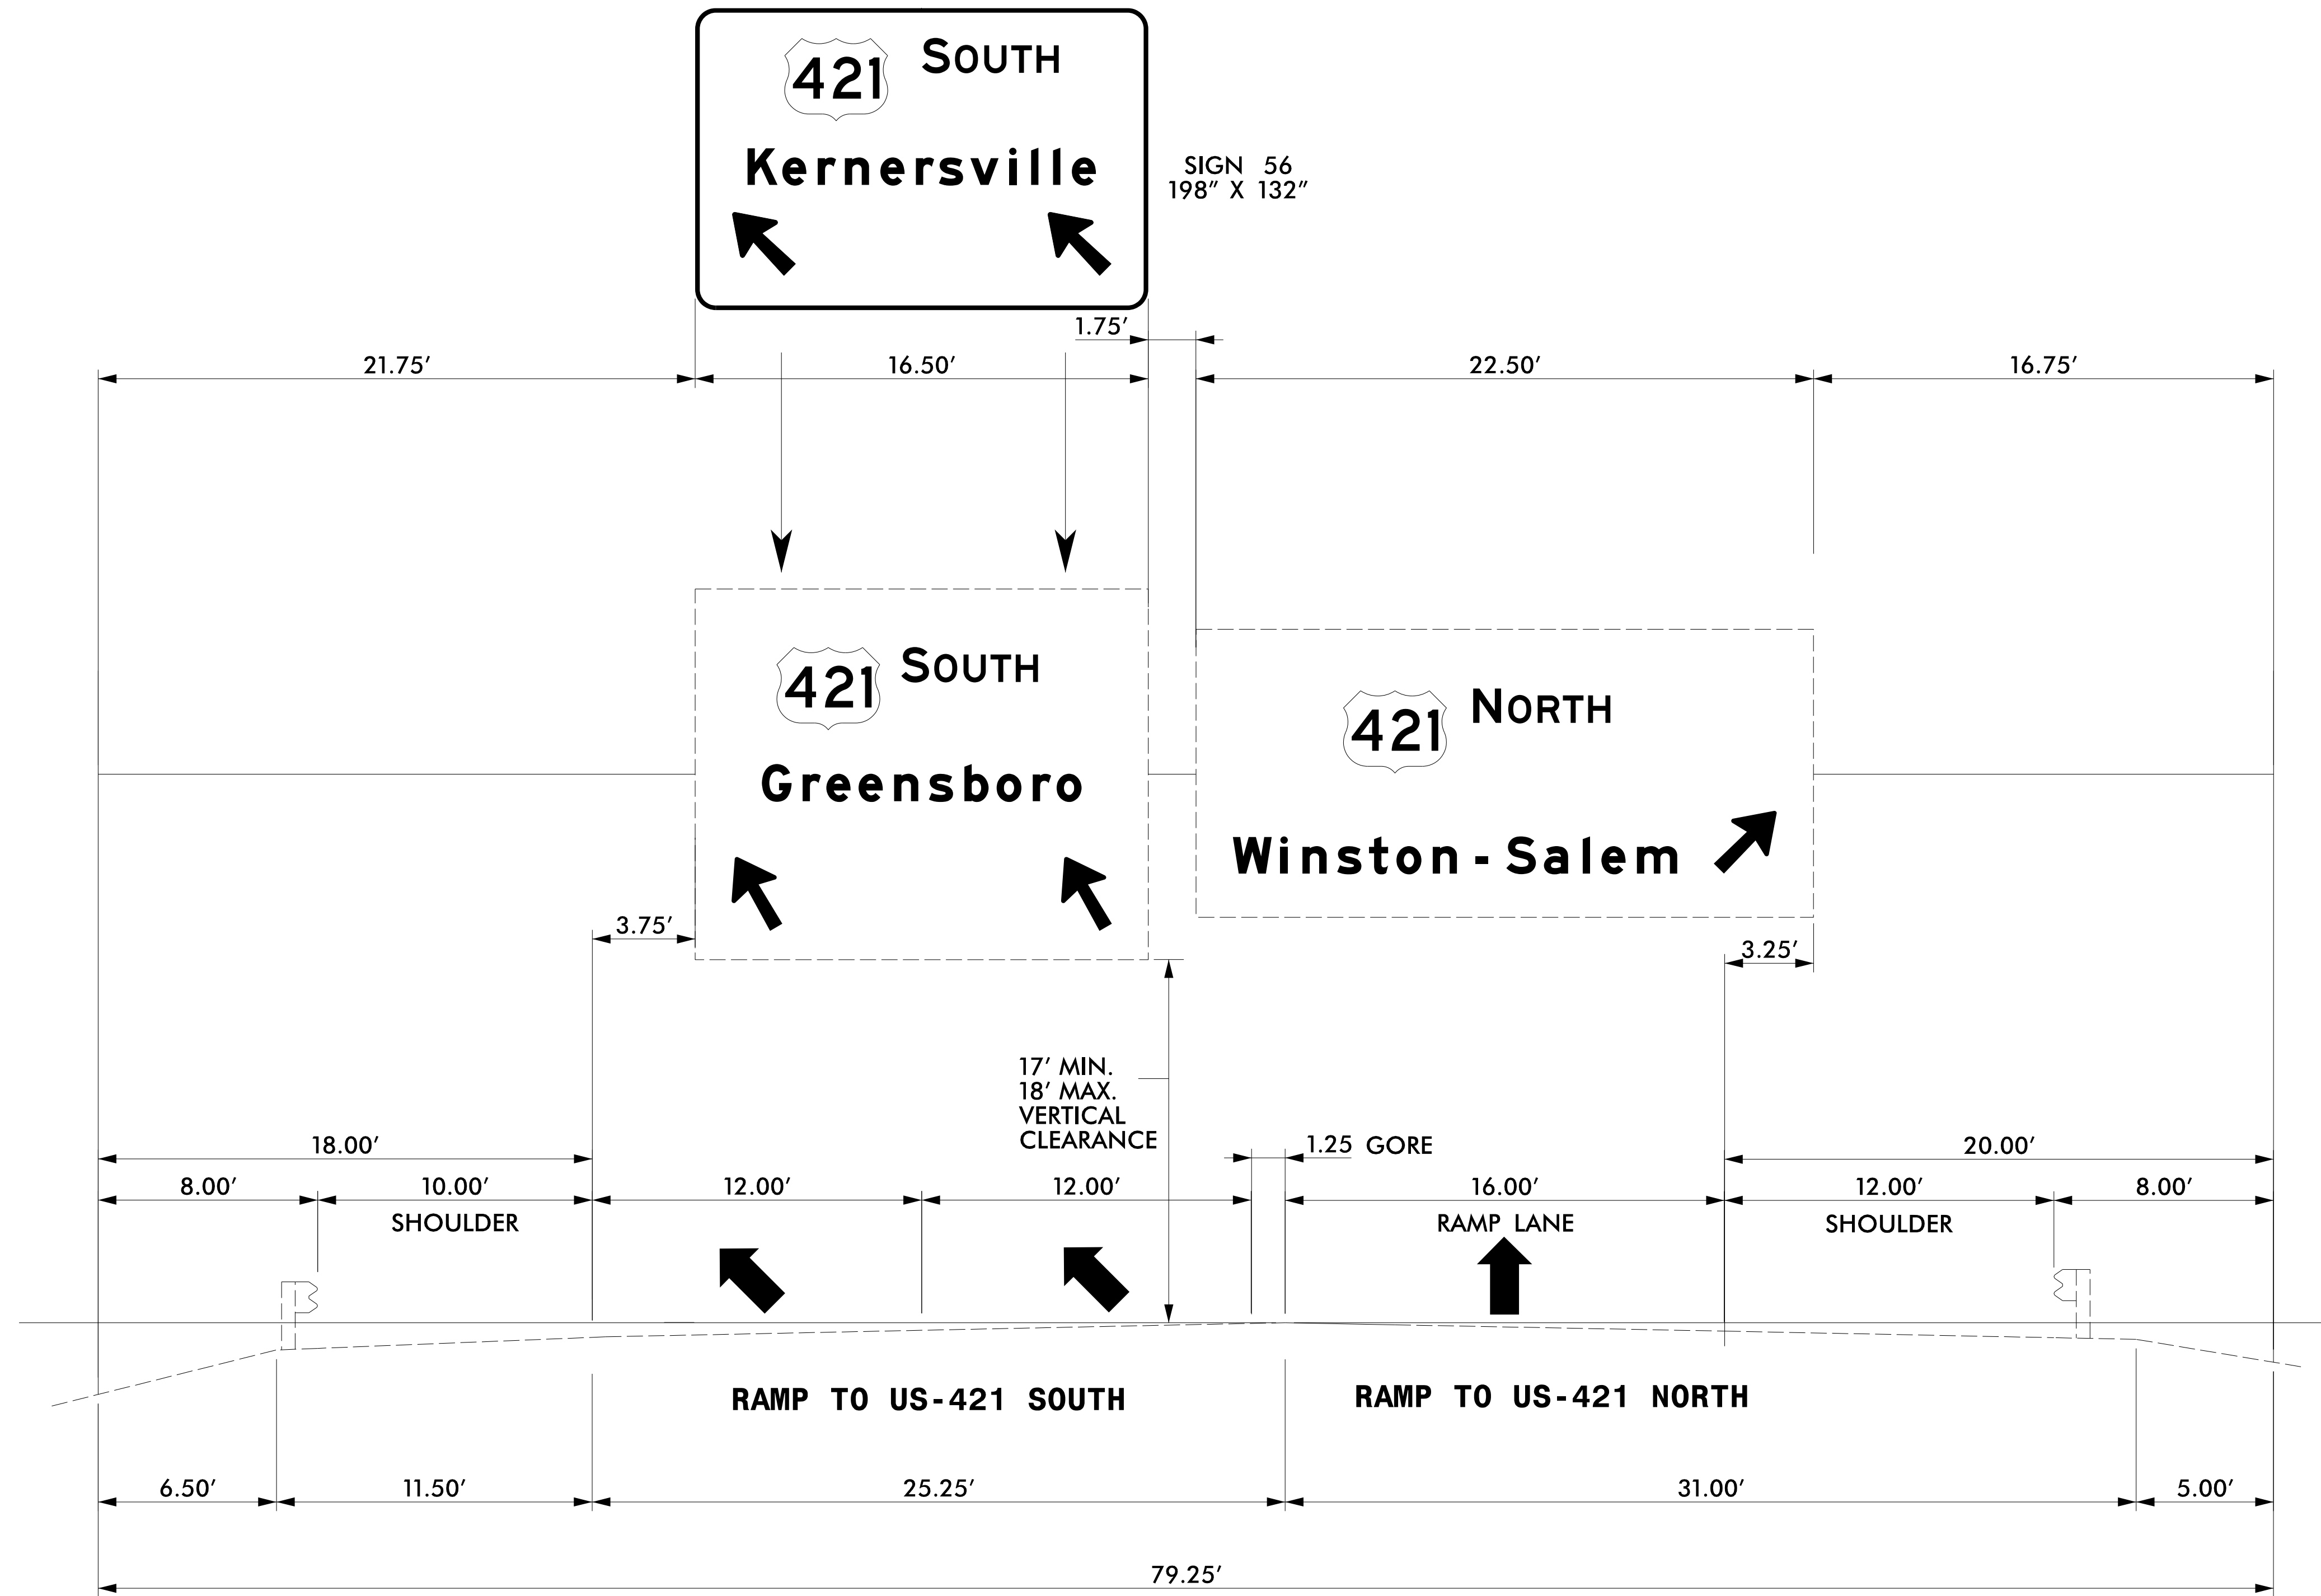 421 SOUTH
Kernersville
SIGN 56
198" X 132"
1.75'
21.75'
16.50'
22.50'
16.75'
421 SOUTH
Greensboro
421 NORTH
Winston-Salem
3.75'
3.25'
17' MIN.
18' MAX.
VERTICAL
CLEARANCE
18.00'
1.25 GORE
20.00'
8.00'
10.00'
12.00'
12.00'
16.00'
12.00'
8.00'
SHOULDER
RAMP LANE
SHOULDER
RAMP TO US-421 SOUTH
RAMP TO US-421 NORTH
6.50'
11.50'
25.25'
31.00'
5.00'
79.25'